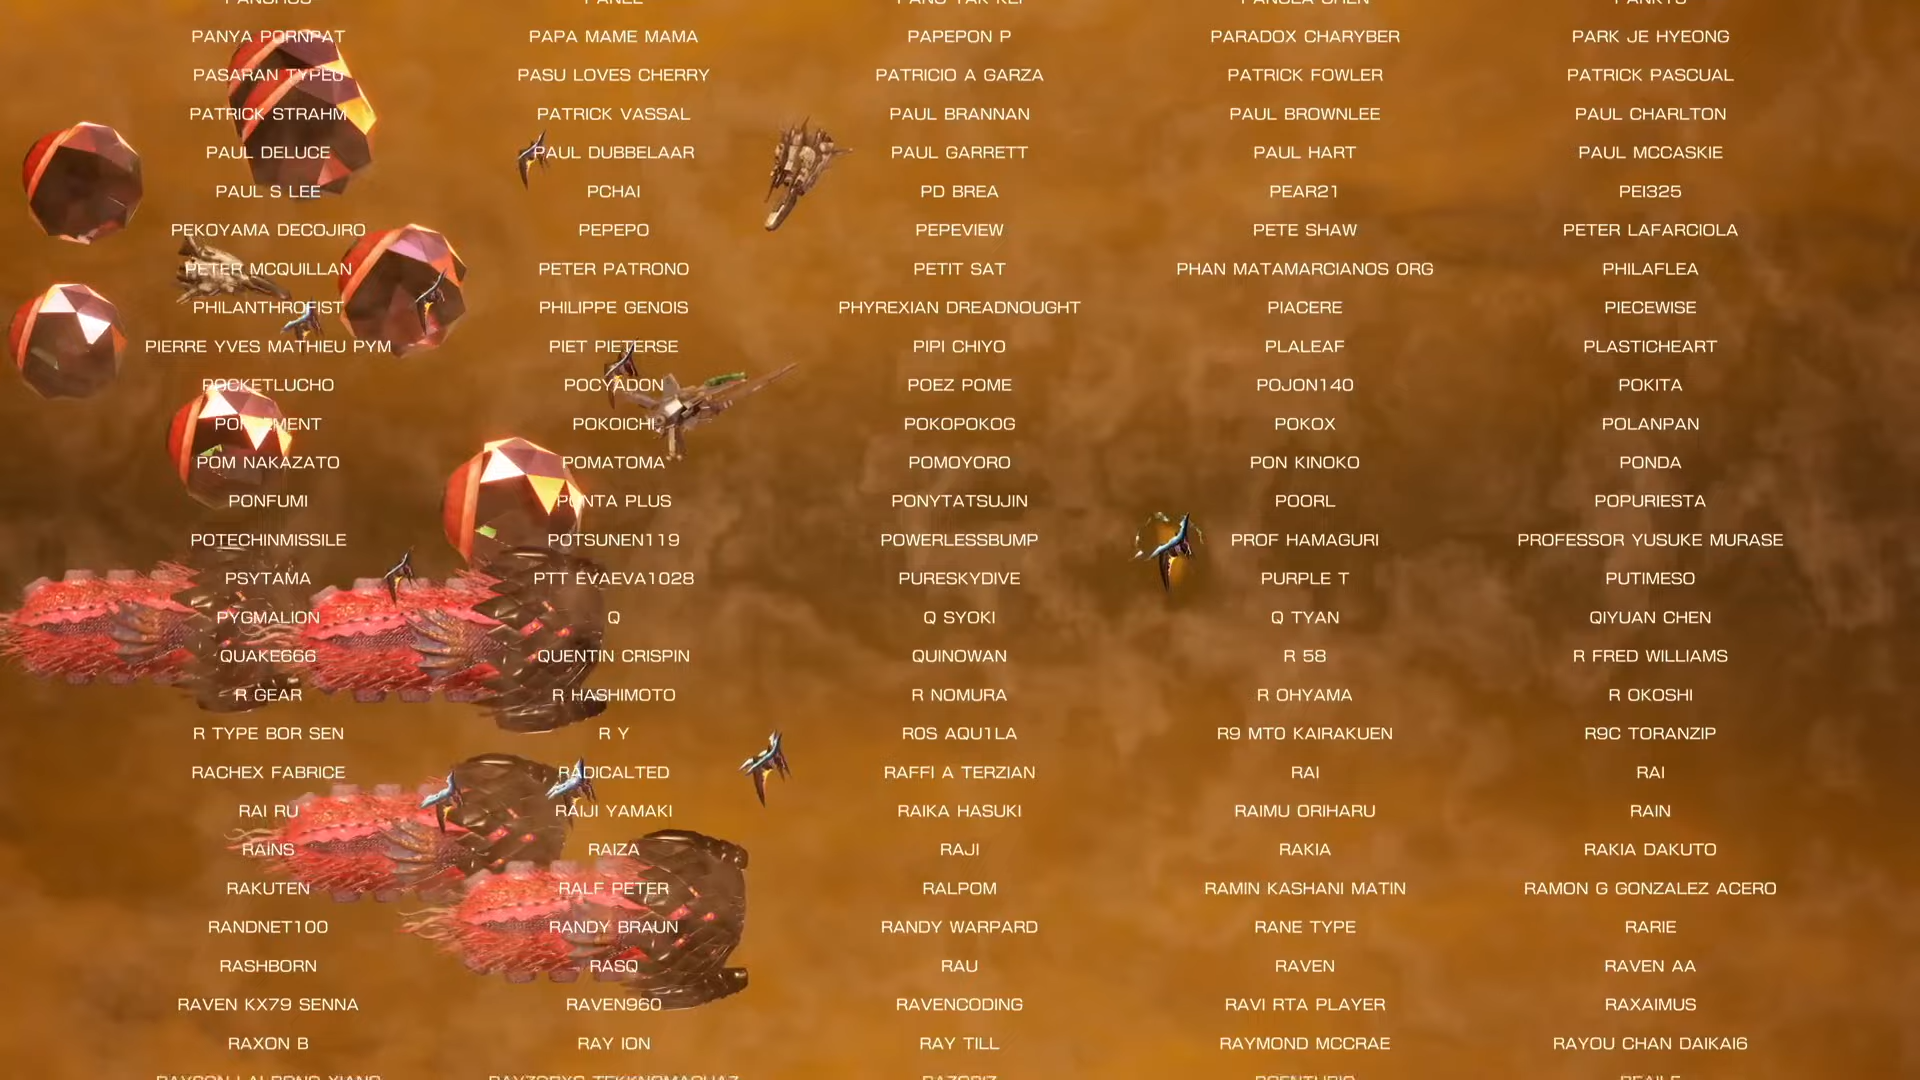 PANYA PORNPAT PAPA MAME MAMA PAPEPON P PARADOX CHARYBER PARK JE HYEONG
PASARAN TYPEO PASU LOVES CHERRY PATRICIO A GARZA PATRICK FOWLER PATRICK PASCUAL
PATRICK STRAHM PATRICK VASSAL PAUL BRANNAN PAUL BROWNLEE PAUL CHARLTON
PAUL DELUCE PAUL DUBBELAAR PAUL GARRETT PAUL HART PAUL MCCASKIE
PAUL S LEE PCHAI PD BREA PEAR21 PEI325
PEKOYAMA DECOJIRO PEPEPO PEPEVIEW PETE SHAW PETER LAFARCIOLA
PETER MCQUILLAN PETER PATRONO PETIT SAT PHAN MATAMARCIANOS ORG PHILAFLEA
PHILANTHROFIST PHILIPPE GENOIS PHYREXIAN DREADNOUGHT PIACERE PIECEWISE
PIERRE YVES MATHIEU PYM PIET PIETERSE PIPI CHIYO PLALEAF PLASTICHEART
POCKETLUCHO POCYADON POEZ POME POJON140 POKITA
POKOICHI POKOPOKOG POKOX POLANPAN
POM NAKAZATO POMATOMA POMOYORO PON KINOKO PONDA
PONFUMI PONTA PLUS PONYTATSUJIN POORL POPURIESTA
POTECHINMISSILE POTSUNEN119 POWERLESSBUMP PROF HAMAGURI PROFESSOR YUSUKE MURASE
PSYTAMA PTT EVAEVA1028 PURESKYDIVE PURPLE T PUTIMESO
PYGMALION Q Q SYOKI Q TYAN QIYUAN CHEN
QUAKE666 QUENTIN CRISPIN QUINOWAN R 58 R FRED WILLIAMS
R GEAR R HASHIMOTO R NOMURA R OHYAMA R OKOSHI
R TYPE BOR SEN R Y R0S AQU1LA R9 MT0 KAIRAKUEN R9C TORANZIP
RACHEX FABRICE RADICALTED RAFFI A TERZIAN RAI RAI
RAI RU RAIJI YAMAKI RAIKA HASUKI RAIMU ORIHARU RAIN
RAINS RAIZA RAJI RAKIA RAKIA DAKUTO
RAKUTEN RALF PETER RALPOM RAMIN KASHANI MATIN RAMON G GONZALEZ ACERO
RANDNET100 RANDY BRAUN RANDY WARPARD RANE TYPE RARIE
RASHBORN RASQ RAU RAVEN RAVEN AA
RAVEN KX79 SENNA RAVEN960 RAVENCODING RAVI RTA PLAYER RAXAIMUS
RAXON B RAY ION RAY TILL RAYMOND MCCRAE RAYOU CHAN DAIKAI6